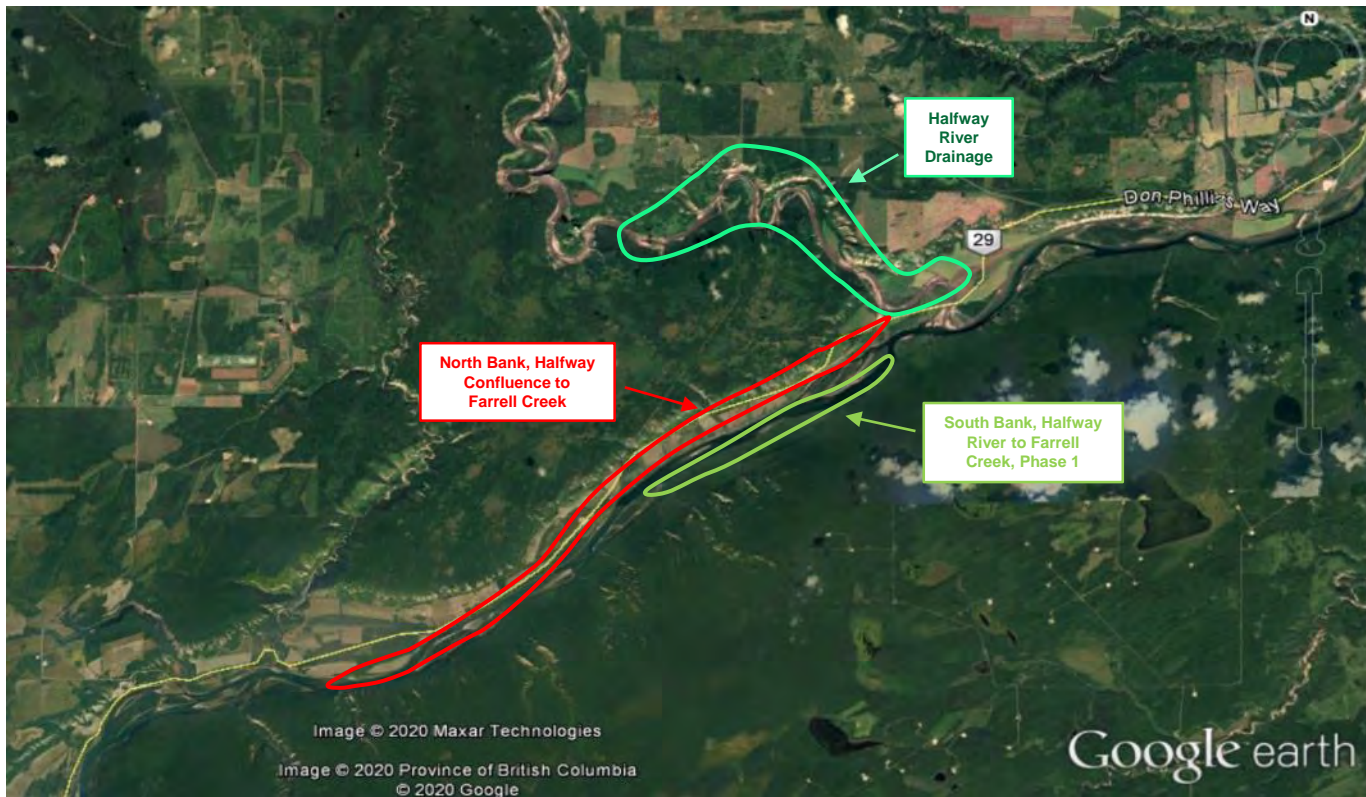 N
Halfway
River
Drainage
Don Phillips Way
29
North Bank, Halfway
Confluence to
Farrell Creek
South Bank, Halfway
River to Farrell
Creek, Phase 1
Image © 2020 Maxar Technologies
Image © 2020 Province of British Columbia
© 2020 Google
Google earth